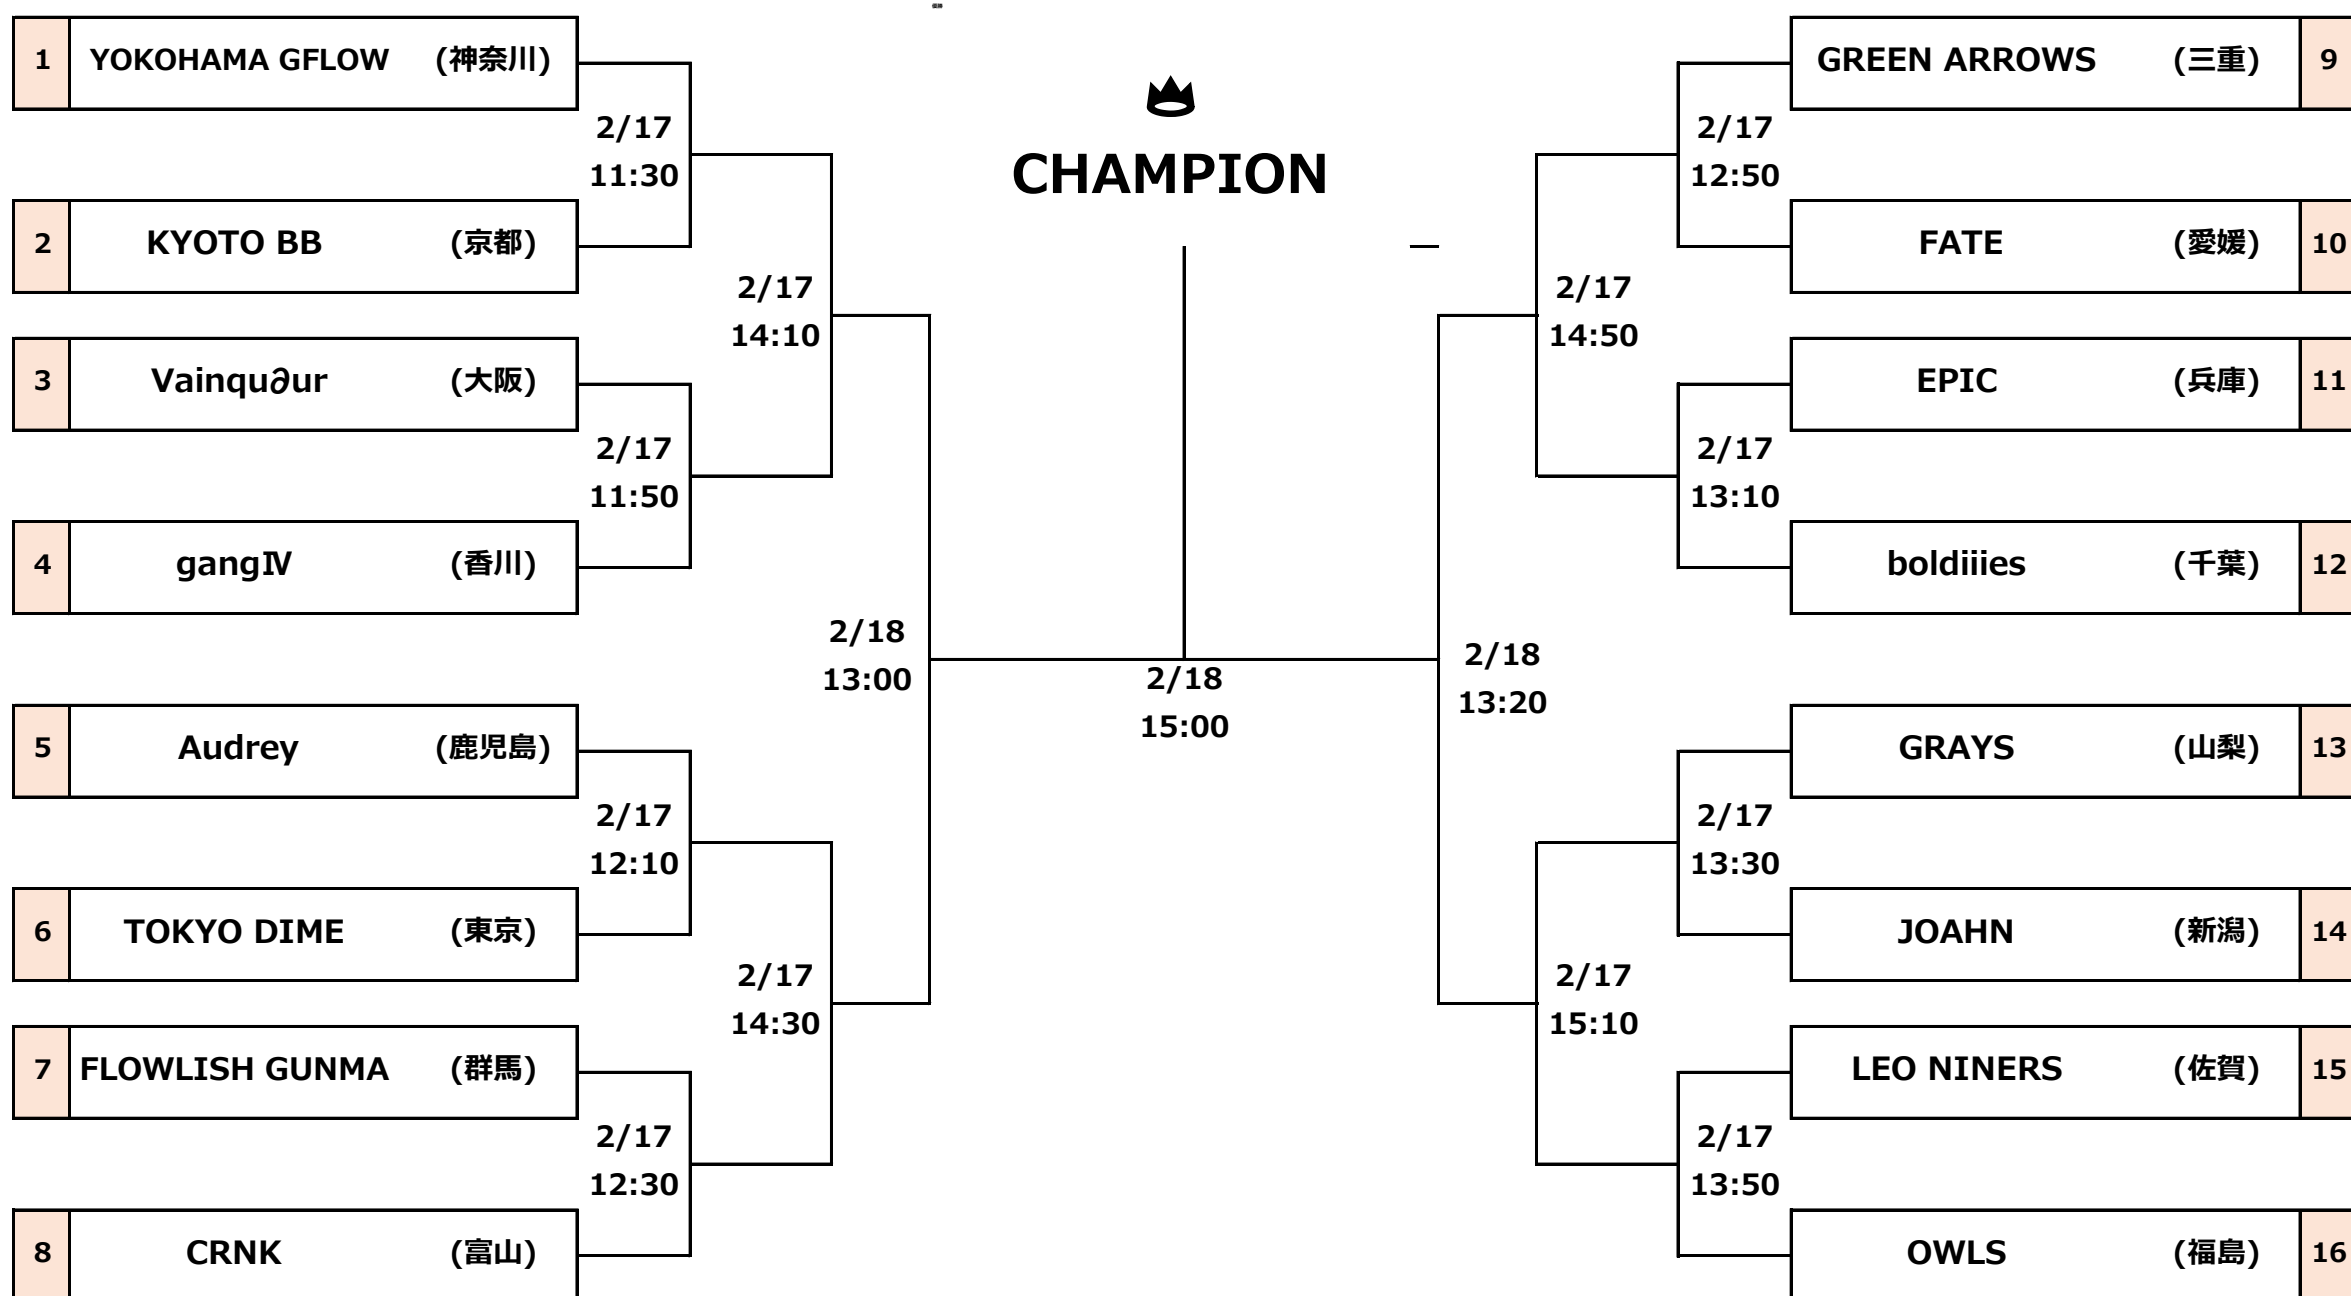 1 YOKOHAMA GFLOW (神奈川)
2/17
11:30
2 KYOTO BB (京都)
2/17
14:10
3 Vainqu∂ur (大阪)
2/17
11:50
4 gangⅣ (香川)
2/18
13:00
5 Audrey (鹿児島)
2/17
12:10
6 TOKYO DIME (東京)
2/17
14:30
7 FLOWLISH GUNMA (群馬)
2/17
12:30
8 CRNK (富山)
CHAMPION
2/18
15:00
GREEN ARROWS (三重) 9
2/17
12:50
FATE (愛媛) 10
2/17
14:50
EPIC (兵庫) 11
2/17
13:10
boldiiies (千葉) 12
2/18
13:20
GRAYS (山梨) 13
2/17
13:30
JOAHN (新潟) 14
2/17
15:10
LEO NINERS (佐賀) 15
2/17
13:50
OWLS (福島) 16